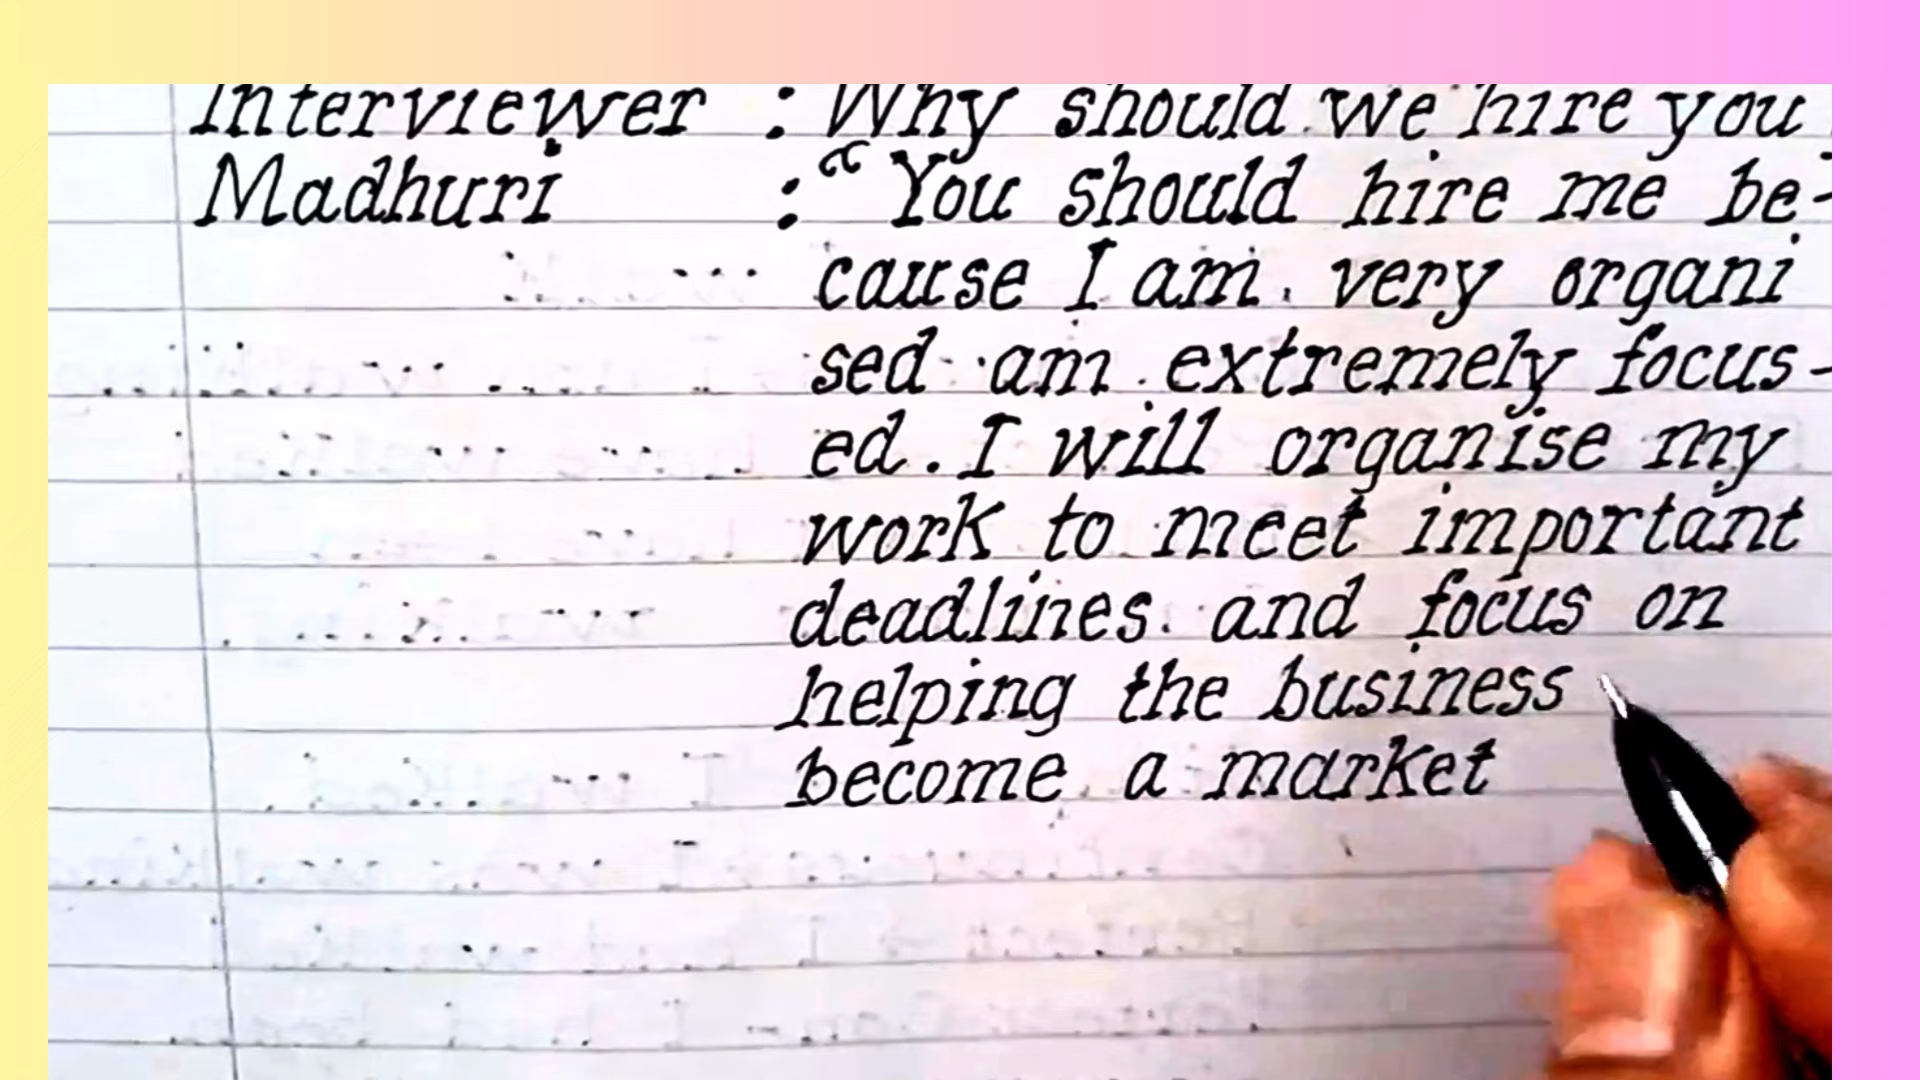 Interviewer : Why should we hire you
Madhuri : “ You should hire me be-
cause I am very organi
sed am extremely focus-
ed. I will organise my
work to meet important
deadlines and focus on
helping the business
become a market